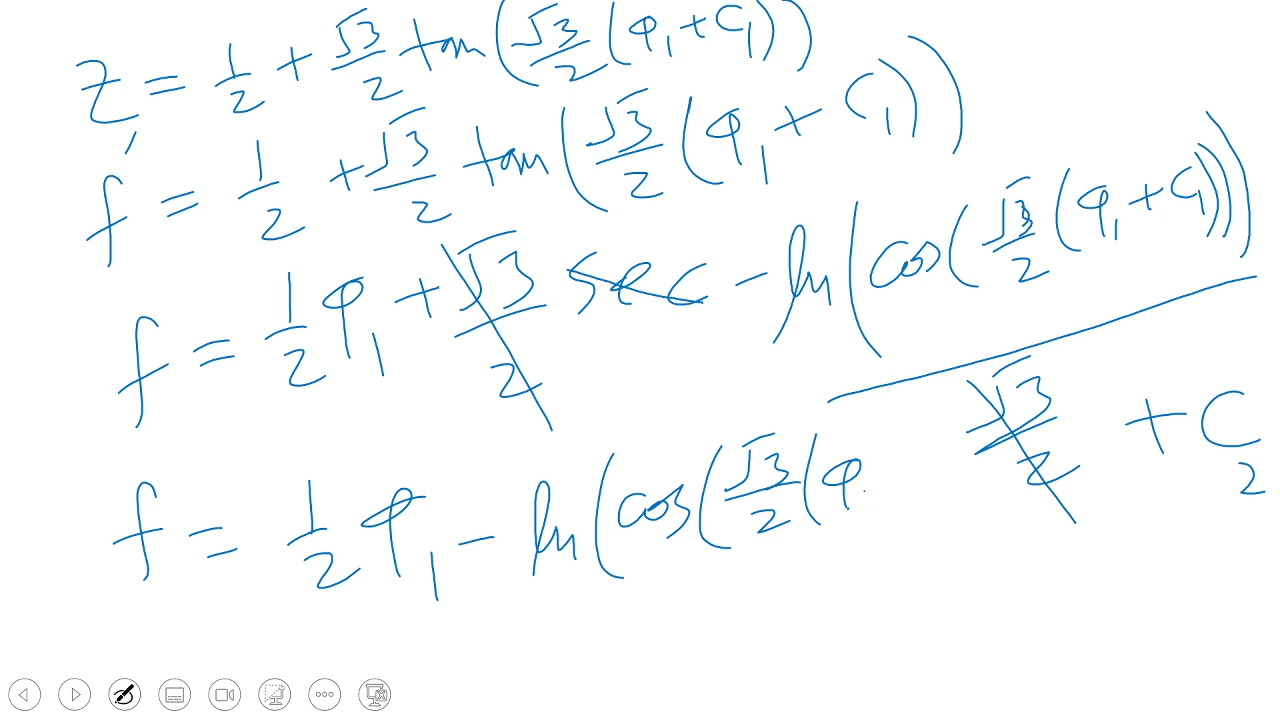 z = 1/2 + √3/2 tan(√3/2 (φ₁ + C₁))
f' = 1/2 + √3/2 tan(√3/2 (φ₁ + C₁))
f = 1/2 φ₁ + √3/2 sec - ln(cos(√3/2 (φ₁ + C₁))) / √3/2 + C₂
f = 1/2 φ₁ - ln(cos(√3/2 (φ